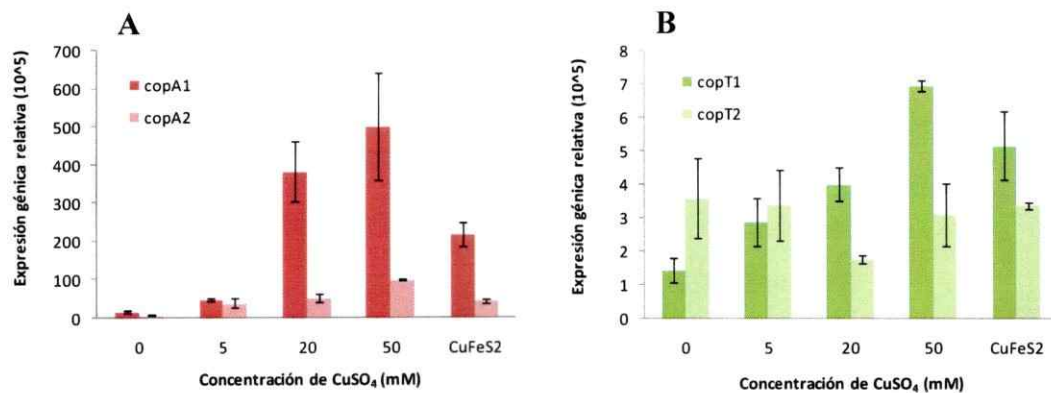 A
Expresión génica relativa (10^5)
700
600
500
400
300
200
100
0
copA1
copA2
0 5 20 50 CuFeS2
Concentración de CuSO₄ (mM)
B
Expresión génica relativa (10^5)
8
7
6
5
4
3
2
1
0
copT1
copT2
0 5 20 50 CuFeS2
Concentración de CuSO₄ (mM)